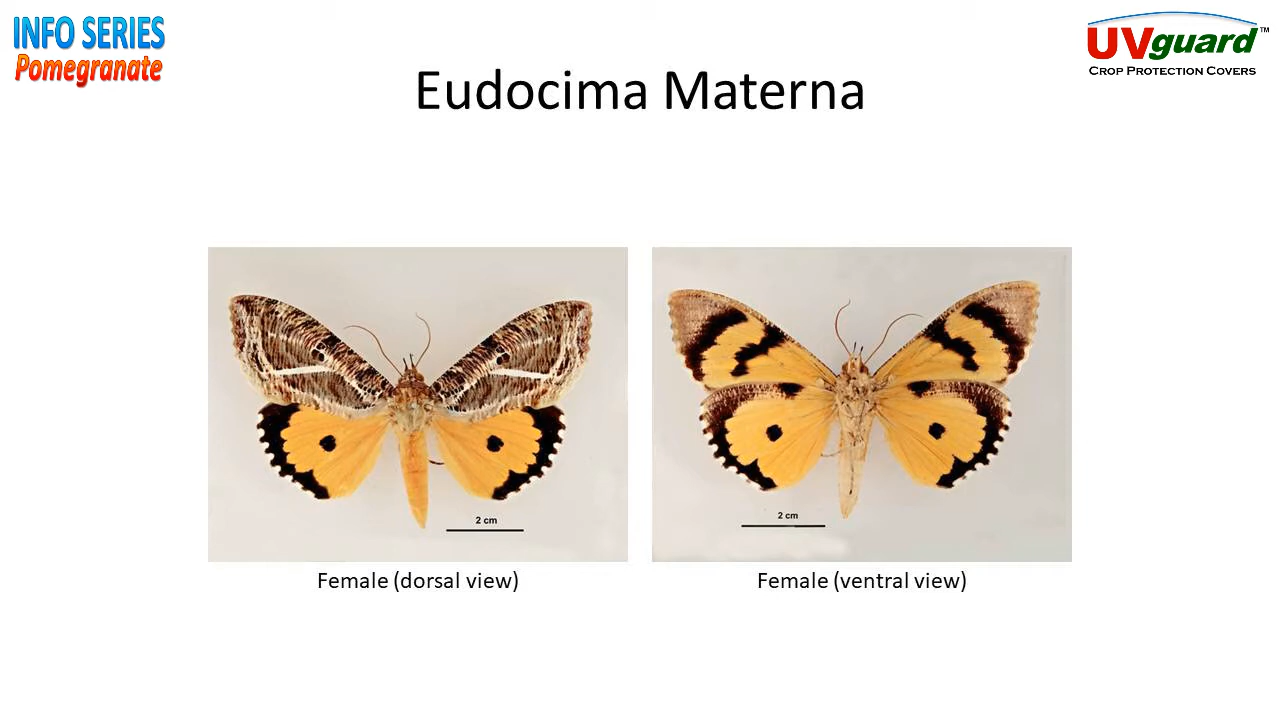 INFO SERIES
Pomegranate
UVguard™
CROP PROTECTION COVERS
Eudocima Materna
2 cm
2 cm
Female (dorsal view)
Female (ventral view)